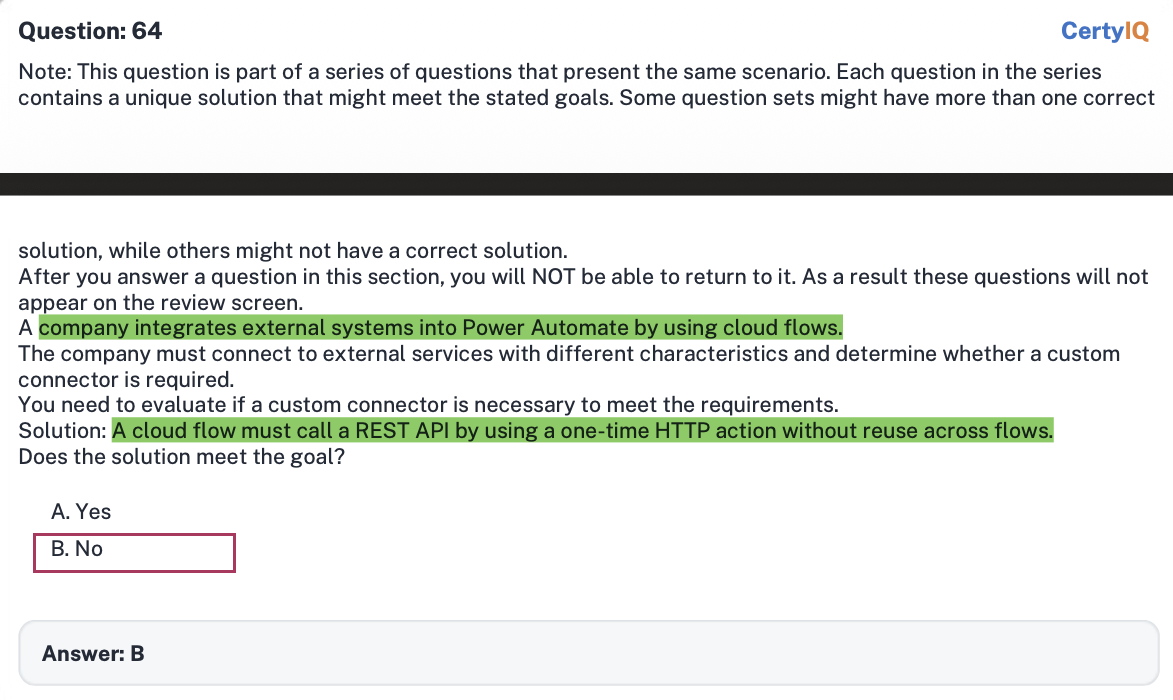 Question: 64
CertyIQ
Note: This question is part of a series of questions that present the same scenario. Each question in the series
contains a unique solution that might meet the stated goals. Some question sets might have more than one correct
solution, while others might not have a correct solution.
After you answer a question in this section, you will NOT be able to return to it. As a result these questions will not
appear on the review screen.
A company integrates external systems into Power Automate by using cloud flows.
The company must connect to external services with different characteristics and determine whether a custom
connector is required.
You need to evaluate if a custom connector is necessary to meet the requirements.
Solution: A cloud flow must call a REST API by using a one-time HTTP action without reuse across flows.
Does the solution meet the goal?
A. Yes
B. No
Answer: B